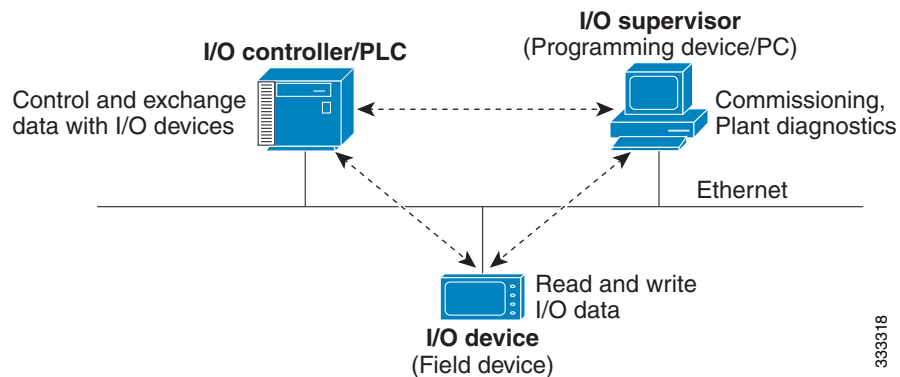 I/O supervisor
(Programming device/PC)
I/O controller/PLC
Control and exchange
data with I/O devices
Commissioning,
Plant diagnostics
Ethernet
Read and write
I/O data
I/O device
(Field device)
333318